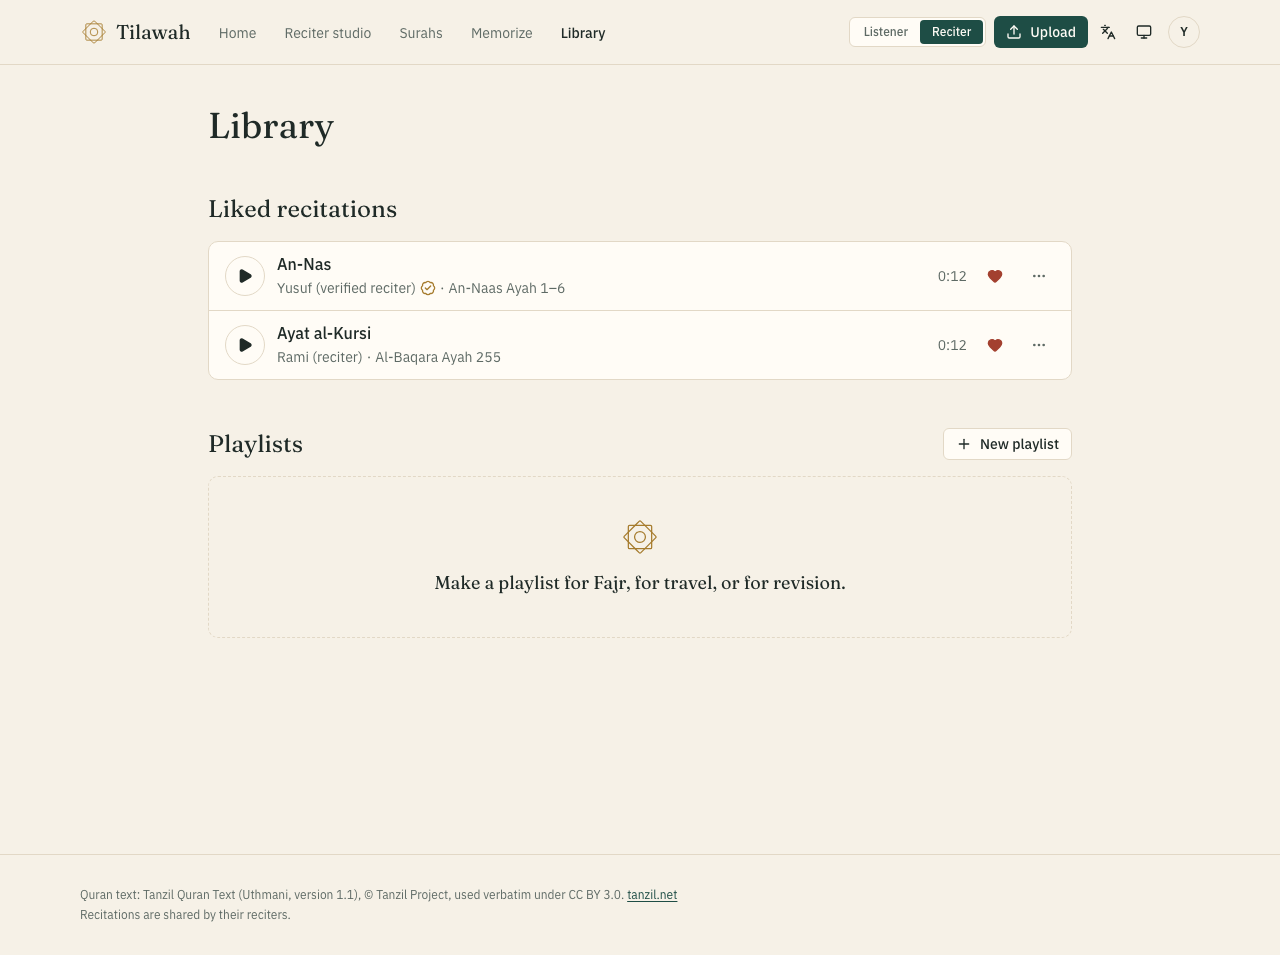 Tilawah
Home
Reciter studio
Surahs
Memorize
Library
Listener
Reciter
Upload
Y
Library
Liked recitations
An-Nas
Yusuf (verified reciter) · An-Naas Ayah 1–6
0:12
Ayat al-Kursi
Rami (reciter) · Al-Baqara Ayah 255
0:12
Playlists
New playlist
Make a playlist for Fajr, for travel, or for revision.
Quran text: Tanzil Quran Text (Uthmani, version 1.1), © Tanzil Project, used verbatim under CC BY 3.0. tanzil.net
Recitations are shared by their reciters.